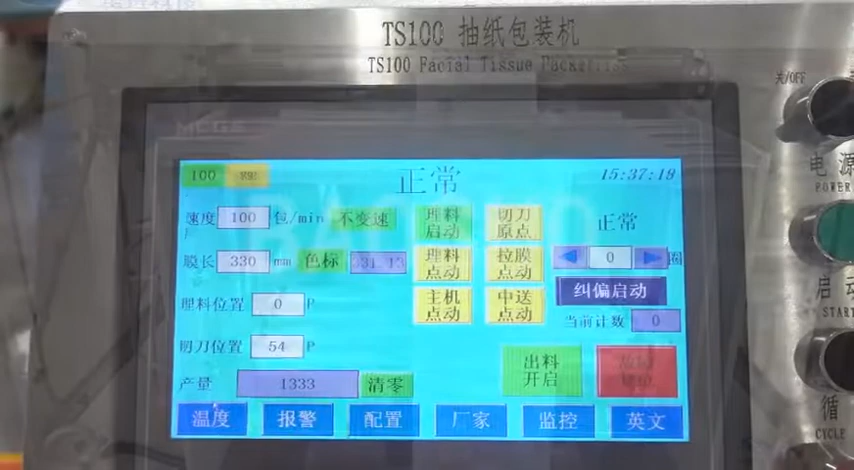 TS100 抽纸包装机
TS100 Facial Tissue
关/OFF
电源
POWER
100
正常
15:37:19
速度 100 包/min 不变速
理料启动
切刀原点
正常
膜长 330 mm 色标 331.13
理料点动
拉膜点动
0 圈
纠偏启动
理料位置 0 P
主机点动
中送点动
当前计数 0
切刀位置 54 P
出料开启
产量 1333 清零
温度 报警 配置 厂家 监控 英文
启动
START
循
CYCLE